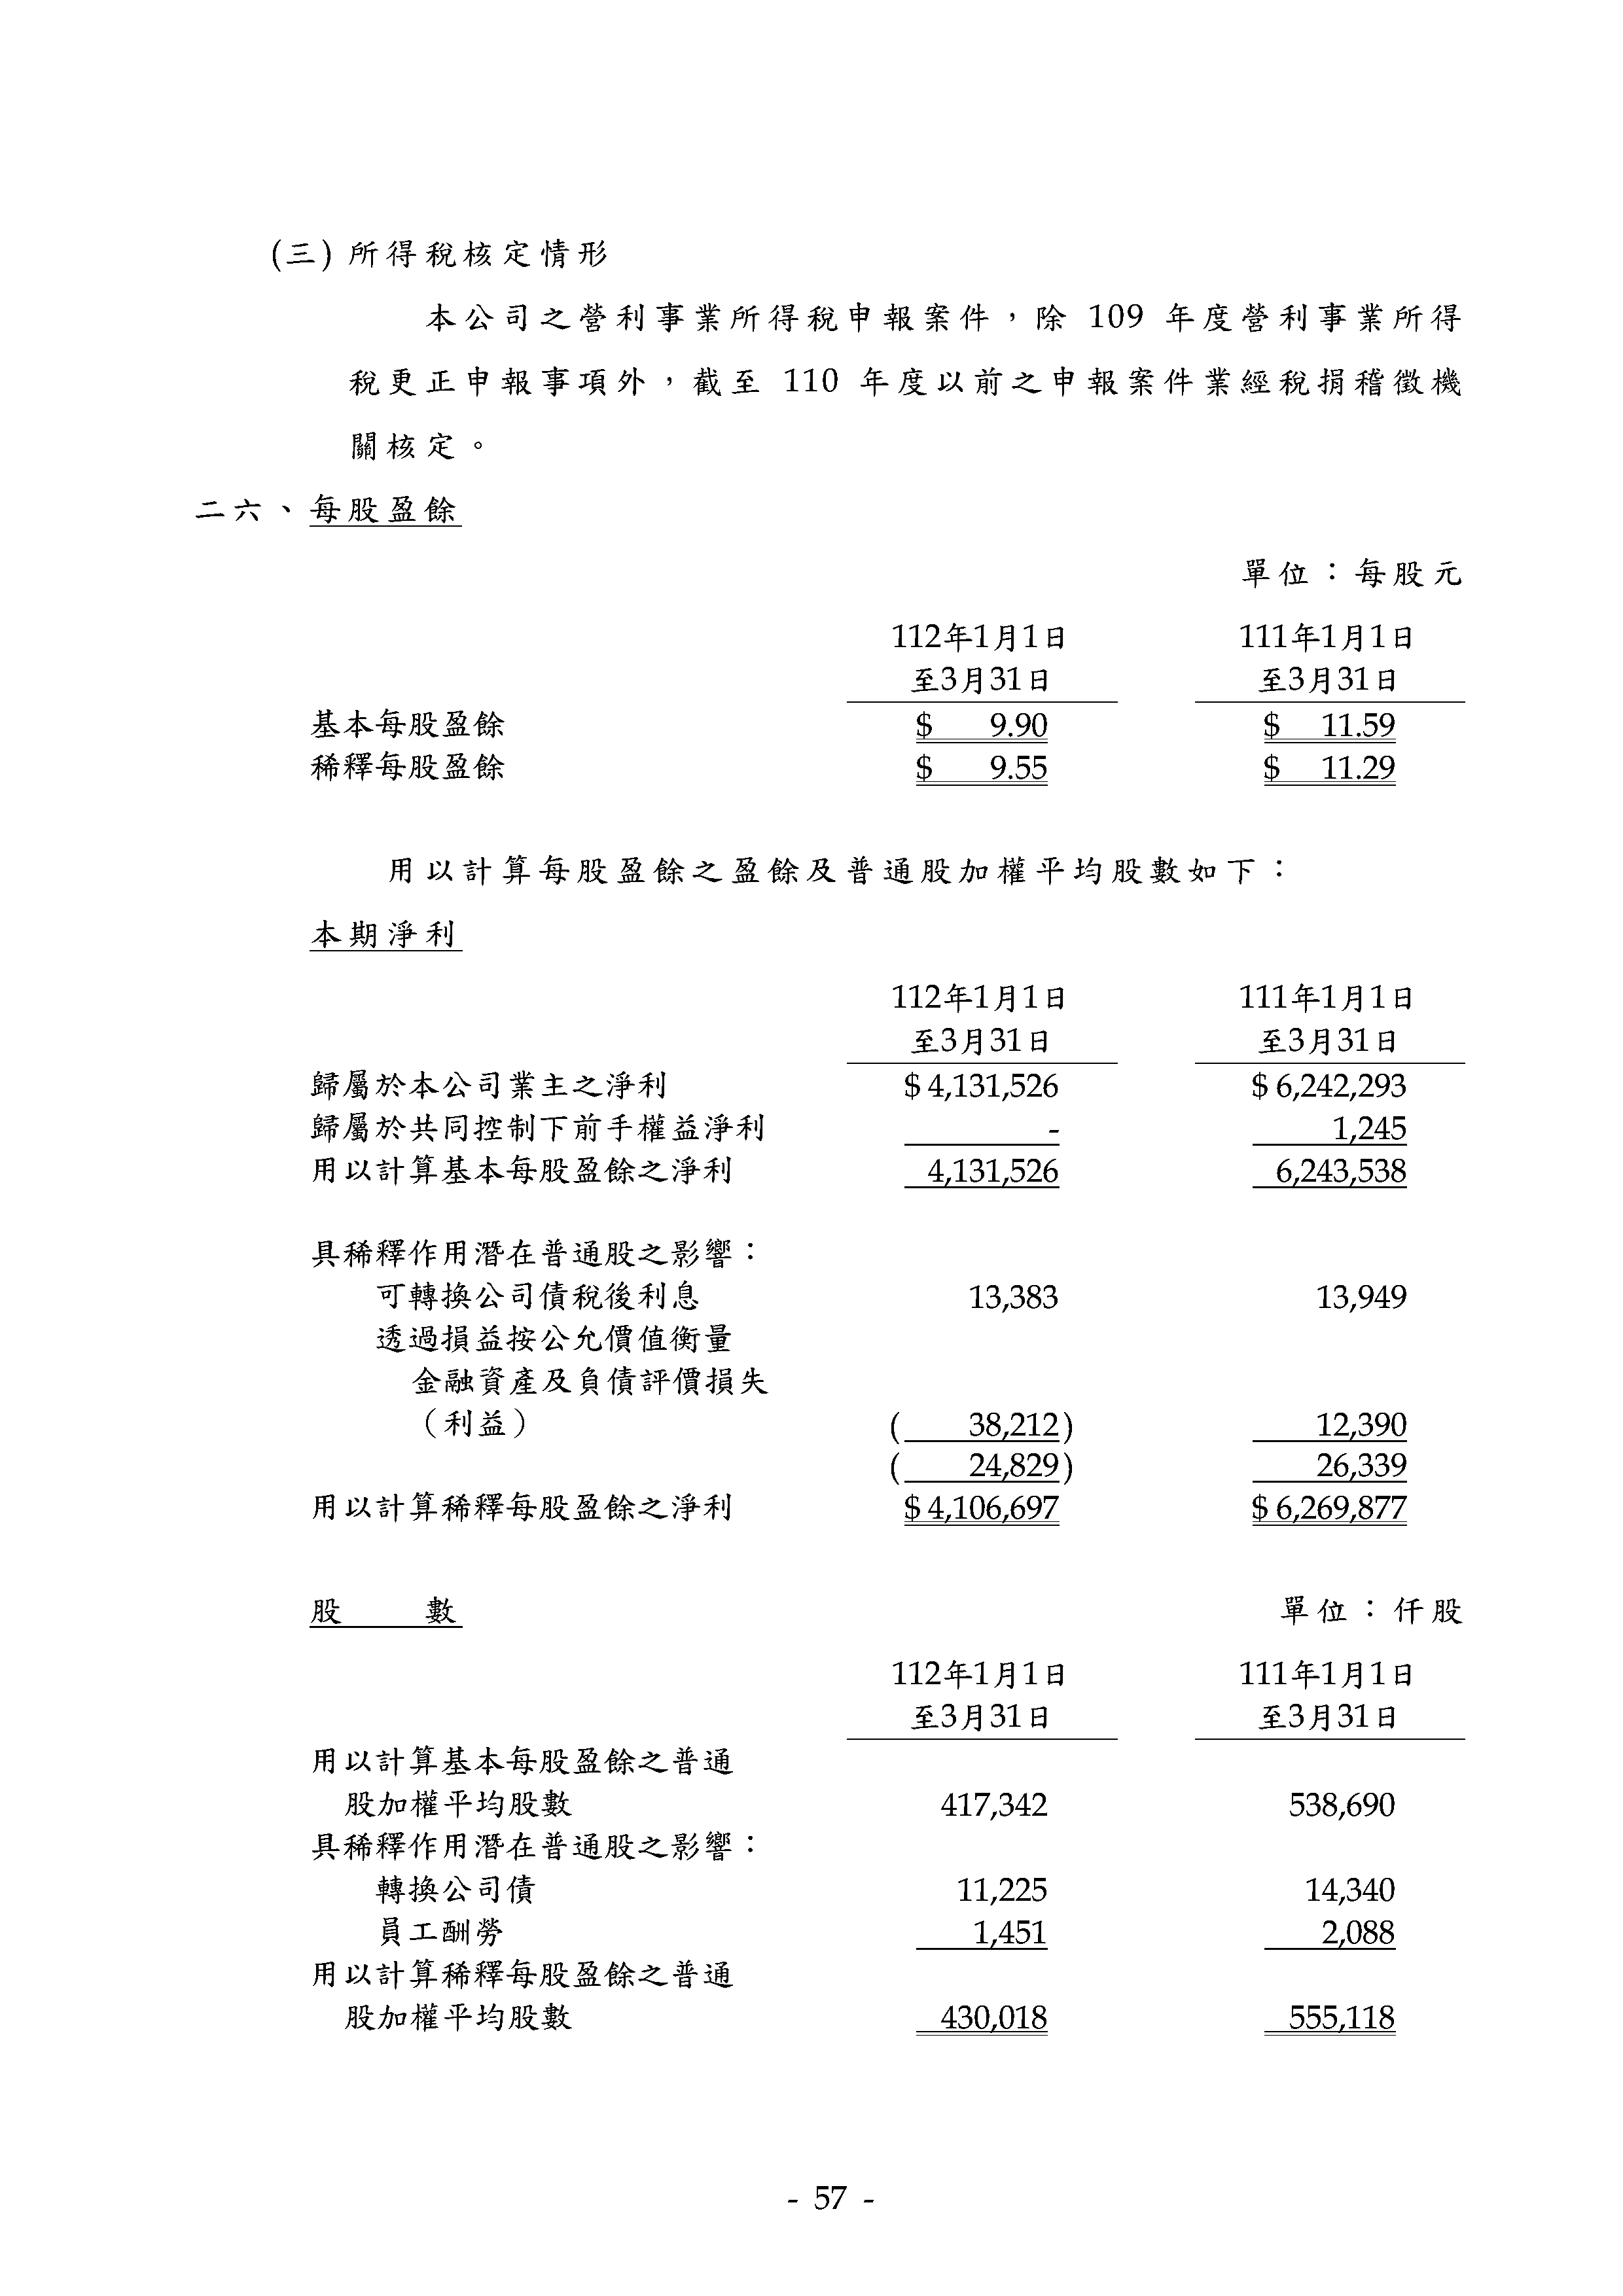 (三) 所得稅核定情形
本公司之營利事業所得稅申報案件，除 109 年度營利事業所得
稅更正申報事項外，截至 110 年度以前之申報案件業經稅捐稽徵機
關核定。
二六、每股盈餘
單位：每股元
112年1月1日 111年1月1日
至3月31日 至3月31日
基本每股盈餘 $ 9.90 $ 11.59
稀釋每股盈餘 $ 9.55 $ 11.29
用以計算每股盈餘之盈餘及普通股加權平均股數如下：
本期淨利
112年1月1日 111年1月1日
至3月31日 至3月31日
歸屬於本公司業主之淨利 $ 4,131,526 $ 6,242,293
歸屬於共同控制下前手權益淨利 - 1,245
用以計算基本每股盈餘之淨利 4,131,526 6,243,538
具稀釋作用潛在普通股之影響：
可轉換公司債稅後利息 13,383 13,949
透過損益按公允價值衡量
金融資產及負債評價損失
（利益） ( 38,212) 12,390
( 24,829) 26,339
用以計算稀釋每股盈餘之淨利 $ 4,106,697 $ 6,269,877
股 數 單位：仟股
112年1月1日 111年1月1日
至3月31日 至3月31日
用以計算基本每股盈餘之普通
股加權平均股數 417,342 538,690
具稀釋作用潛在普通股之影響：
轉換公司債 11,225 14,340
員工酬勞 1,451 2,088
用以計算稀釋每股盈餘之普通
股加權平均股數 430,018 555,118
- 57 -